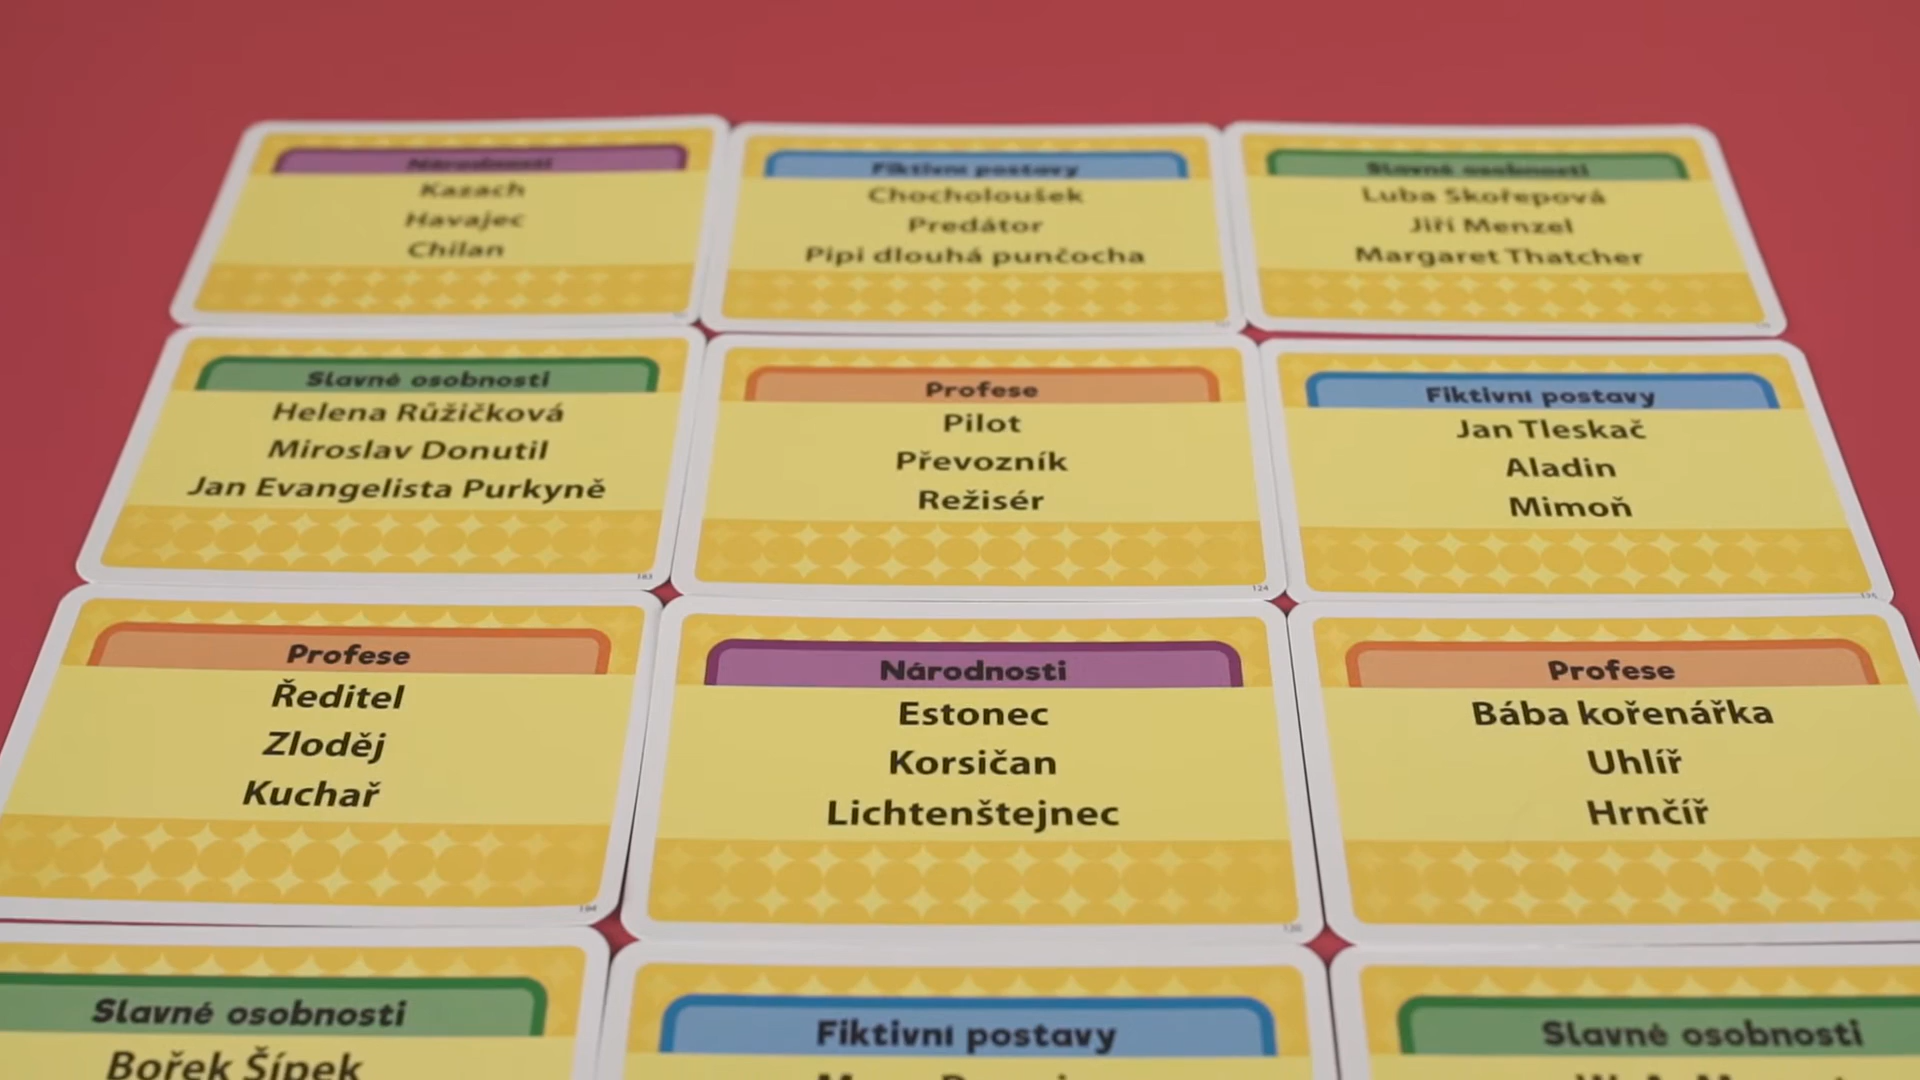 Národnosti
Kazach
Havajec
Chilan
Fiktivní postavy
Chocholoušek
Predátor
Pipi dlouhá punčocha
Slavné osobnosti
Luba Skořepová
Jiří Menzel
Margaret Thatcher
Slavné osobnosti
Helena Růžičková
Miroslav Donutil
Jan Evangelista Purkyně
163
Profese
Pilot
Převozník
Režisér
124
Fiktivní postavy
Jan Tleskač
Aladin
Mimoň
Profese
Ředitel
Zloděj
Kuchař
Národnosti
Estonec
Korsičan
Lichtenštejnec
120
Profese
Bába kořenářka
Uhlíř
Hrnčíř
Slavné osobnosti
Bořek Šípek
Fiktivní postavy
Slavné osobnosti